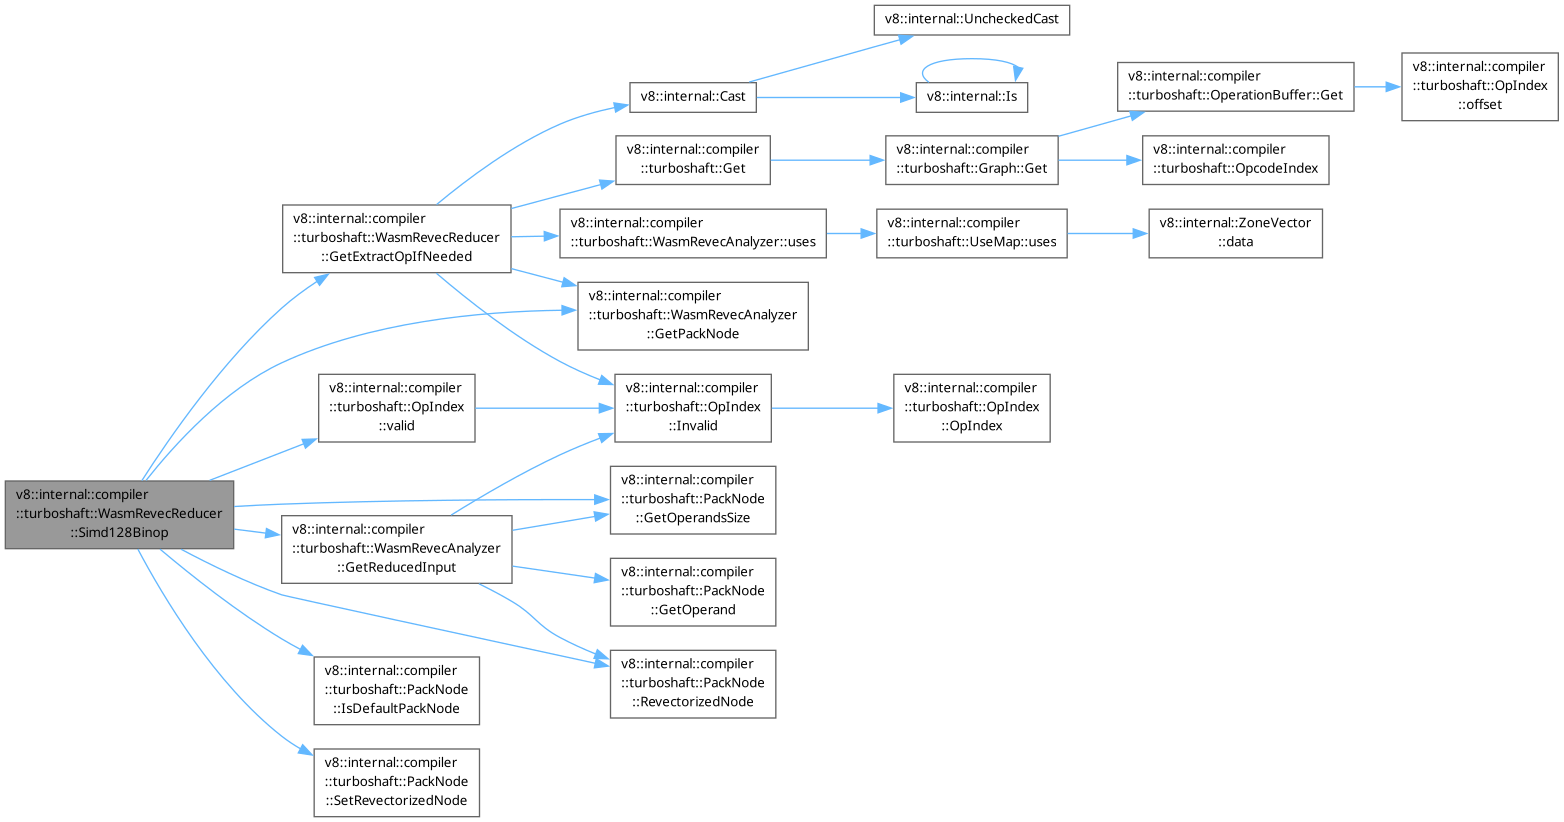 v8::internal::UncheckedCast
v8::internal::Cast
v8::internal::Is
v8::internal::compiler
::turboshaft::OperationBuffer::Get
v8::internal::compiler
::turboshaft::OpIndex
::offset
v8::internal::compiler
::turboshaft::Get
v8::internal::compiler
::turboshaft::Graph::Get
v8::internal::compiler
::turboshaft::OpcodeIndex
v8::internal::compiler
::turboshaft::WasmRevecReducer
::GetExtractOpIfNeeded
v8::internal::compiler
::turboshaft::WasmRevecAnalyzer::uses
v8::internal::compiler
::turboshaft::UseMap::uses
v8::internal::ZoneVector
::data
v8::internal::compiler
::turboshaft::WasmRevecAnalyzer
::GetPackNode
v8::internal::compiler
::turboshaft::OpIndex
::valid
v8::internal::compiler
::turboshaft::OpIndex
::Invalid
v8::internal::compiler
::turboshaft::OpIndex
::OpIndex
v8::internal::compiler
::turboshaft::WasmRevecReducer
::Simd128Binop
v8::internal::compiler
::turboshaft::PackNode
::GetOperandsSize
v8::internal::compiler
::turboshaft::WasmRevecAnalyzer
::GetReducedInput
v8::internal::compiler
::turboshaft::PackNode
::GetOperand
v8::internal::compiler
::turboshaft::PackNode
::RevectorizedNode
v8::internal::compiler
::turboshaft::PackNode
::IsDefaultPackNode
v8::internal::compiler
::turboshaft::PackNode
::SetRevectorizedNode